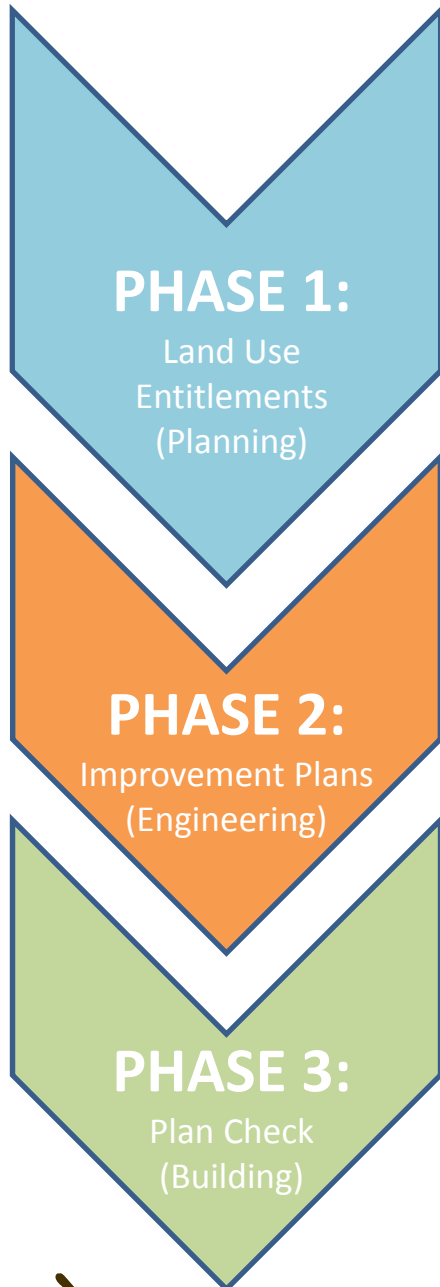 PHASE 1:
Land Use
Entitlements
(Planning)
PHASE 2:
Improvement Plans
(Engineering)
PHASE 3:
Plan Check
(Building)